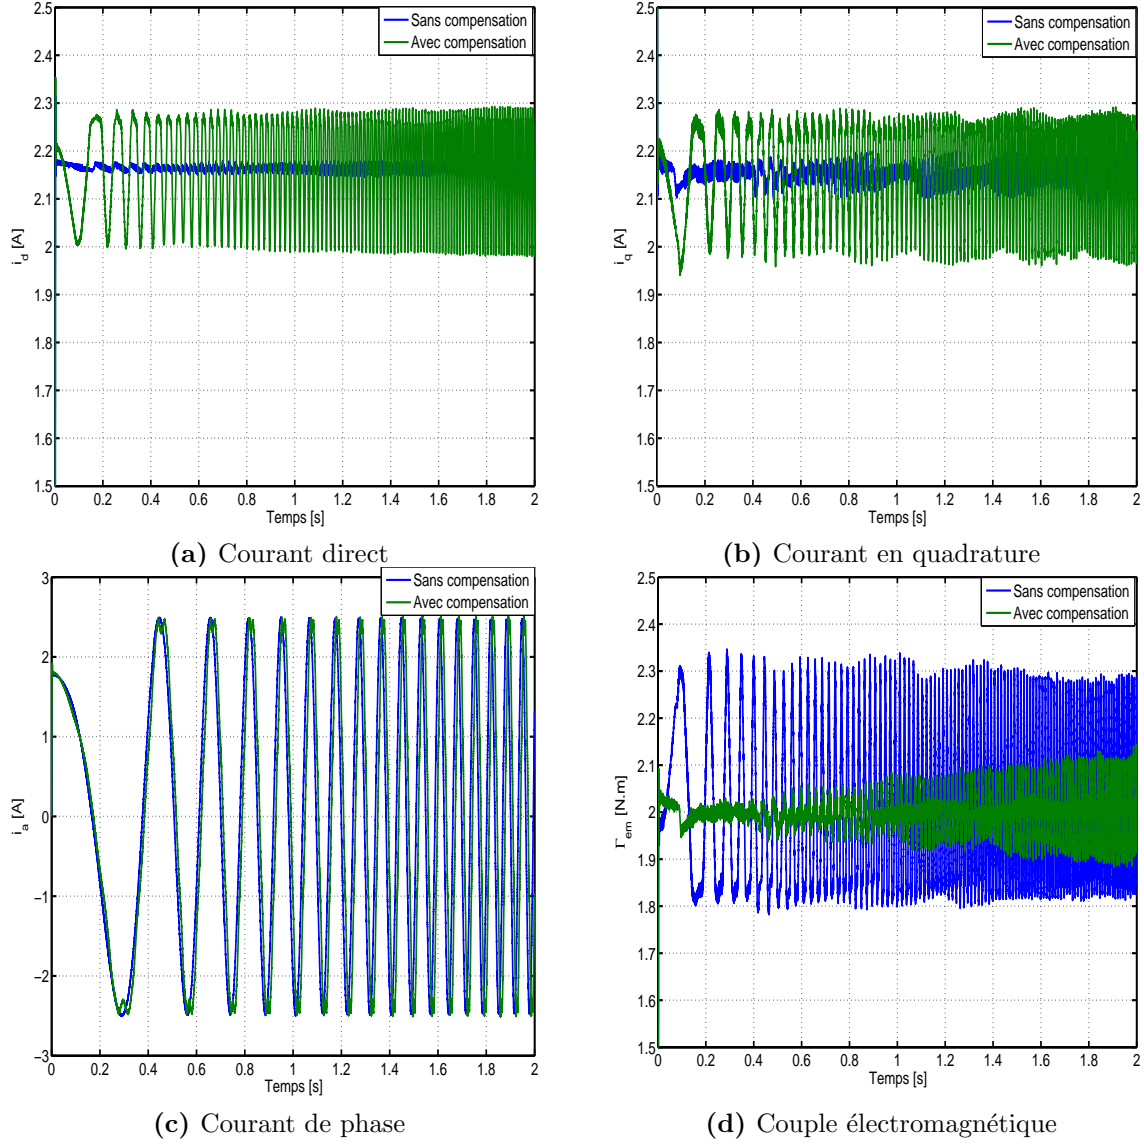 2.5
2.4
2.3
2.2
2.1
2
1.9
1.8
1.7
1.6
1.5
i_d [A]
Sans compensation
Avec compensation
0 0.2 0.4 0.6 0.8 1 1.2 1.4 1.6 1.8 2
Temps [s]
(a) Courant direct
2.5
2.4
2.3
2.2
2.1
2
1.9
1.8
1.7
1.6
1.5
i_q [A]
Sans compensation
Avec compensation
0 0.2 0.4 0.6 0.8 1 1.2 1.4 1.6 1.8 2
Temps [s]
(b) Courant en quadrature
3
2
1
0
−1
−2
−3
i_a [A]
Sans compensation
Avec compensation
0 0.2 0.4 0.6 0.8 1 1.2 1.4 1.6 1.8 2
Temps [s]
(c) Courant de phase
2.5
2.4
2.3
2.2
2.1
2
1.9
1.8
1.7
1.6
1.5
Γ_em [N.m]
Sans compensation
Avec compensation
0 0.2 0.4 0.6 0.8 1 1.2 1.4 1.6 1.8 2
Temps [s]
(d) Couple électromagnétique